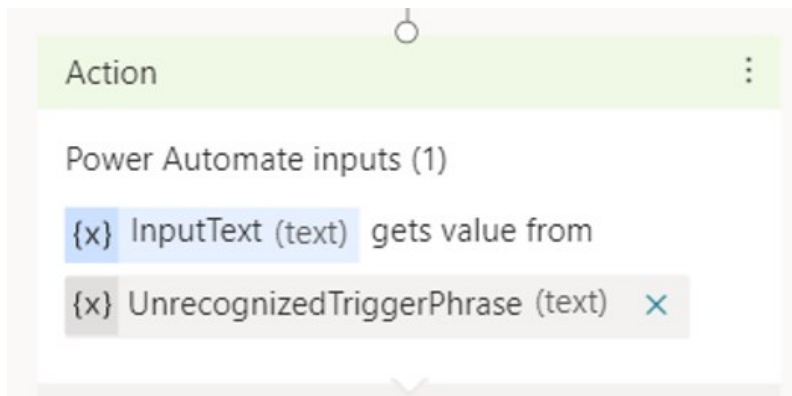 Action
Power Automate inputs (1)
{x} InputText (text) gets value from
{x} UnrecognizedTriggerPhrase (text) ×